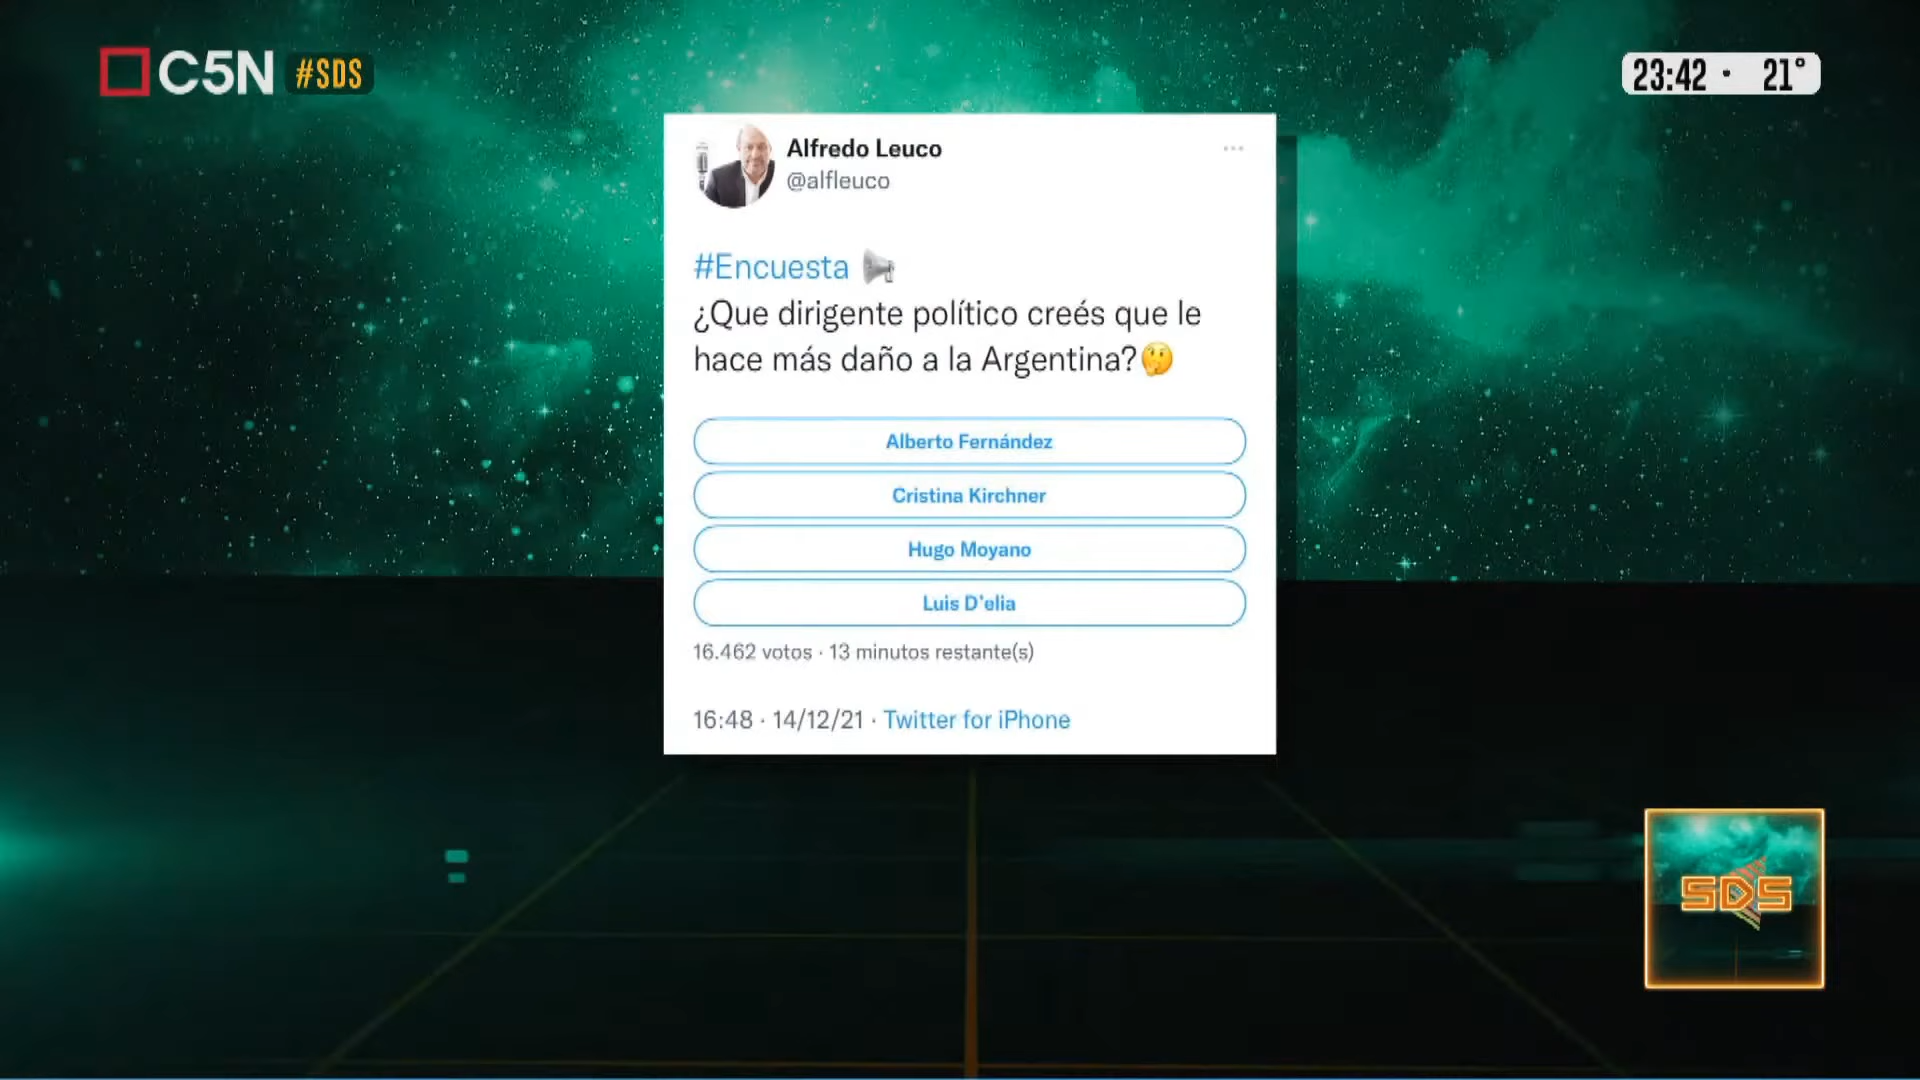 C5N #SDS
23:42 · 21°
Alfredo Leuco
@alfleuco
#Encuesta
¿Que dirigente político creés que le
hace más daño a la Argentina?🤔
Alberto Fernández
Cristina Kirchner
Hugo Moyano
Luis D'elia
16.462 votos · 13 minutos restante(s)
16:48 · 14/12/21 · Twitter for iPhone
SDS